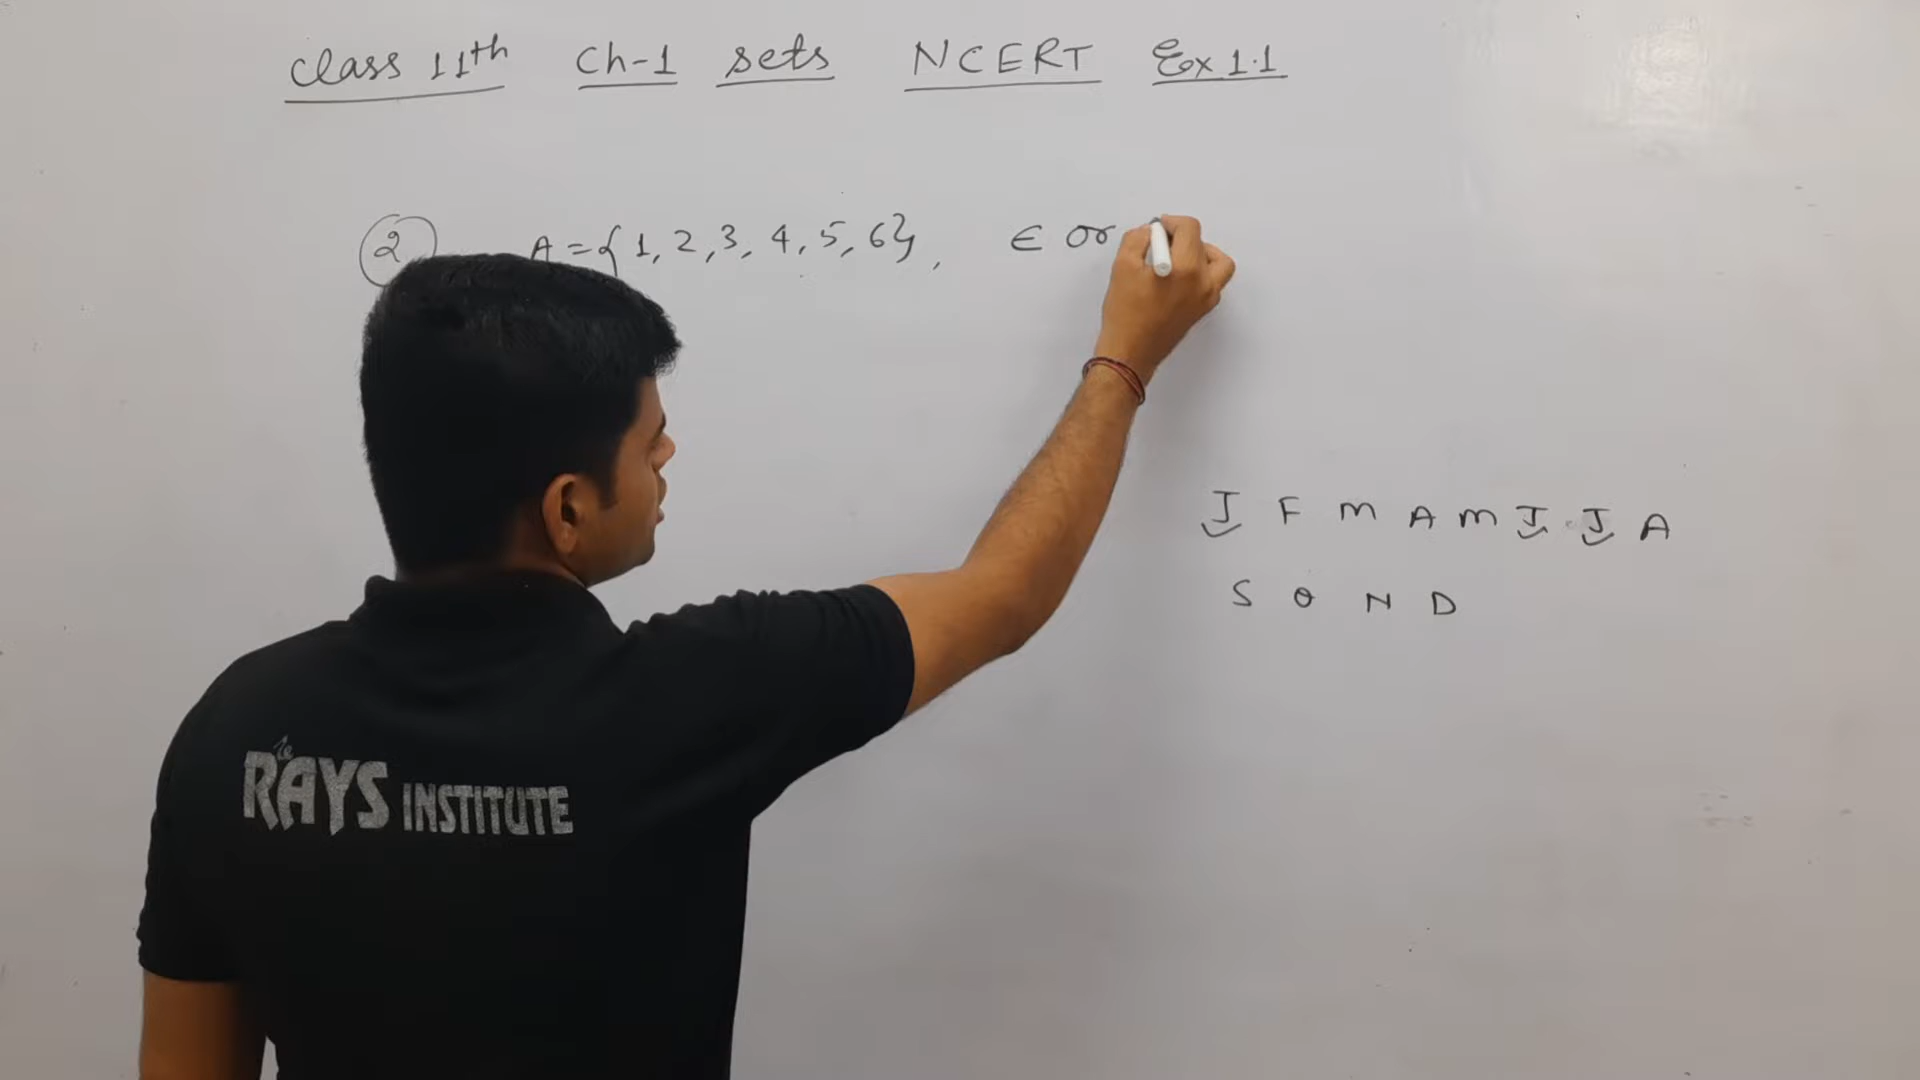 class 11th Ch-1 sets NCERT Ex 1.1
2 A = { 1, 2, 3, 4, 5, 6 } , ∈ or
J F M A M J J A
S O N D
RAYS INSTITUTE